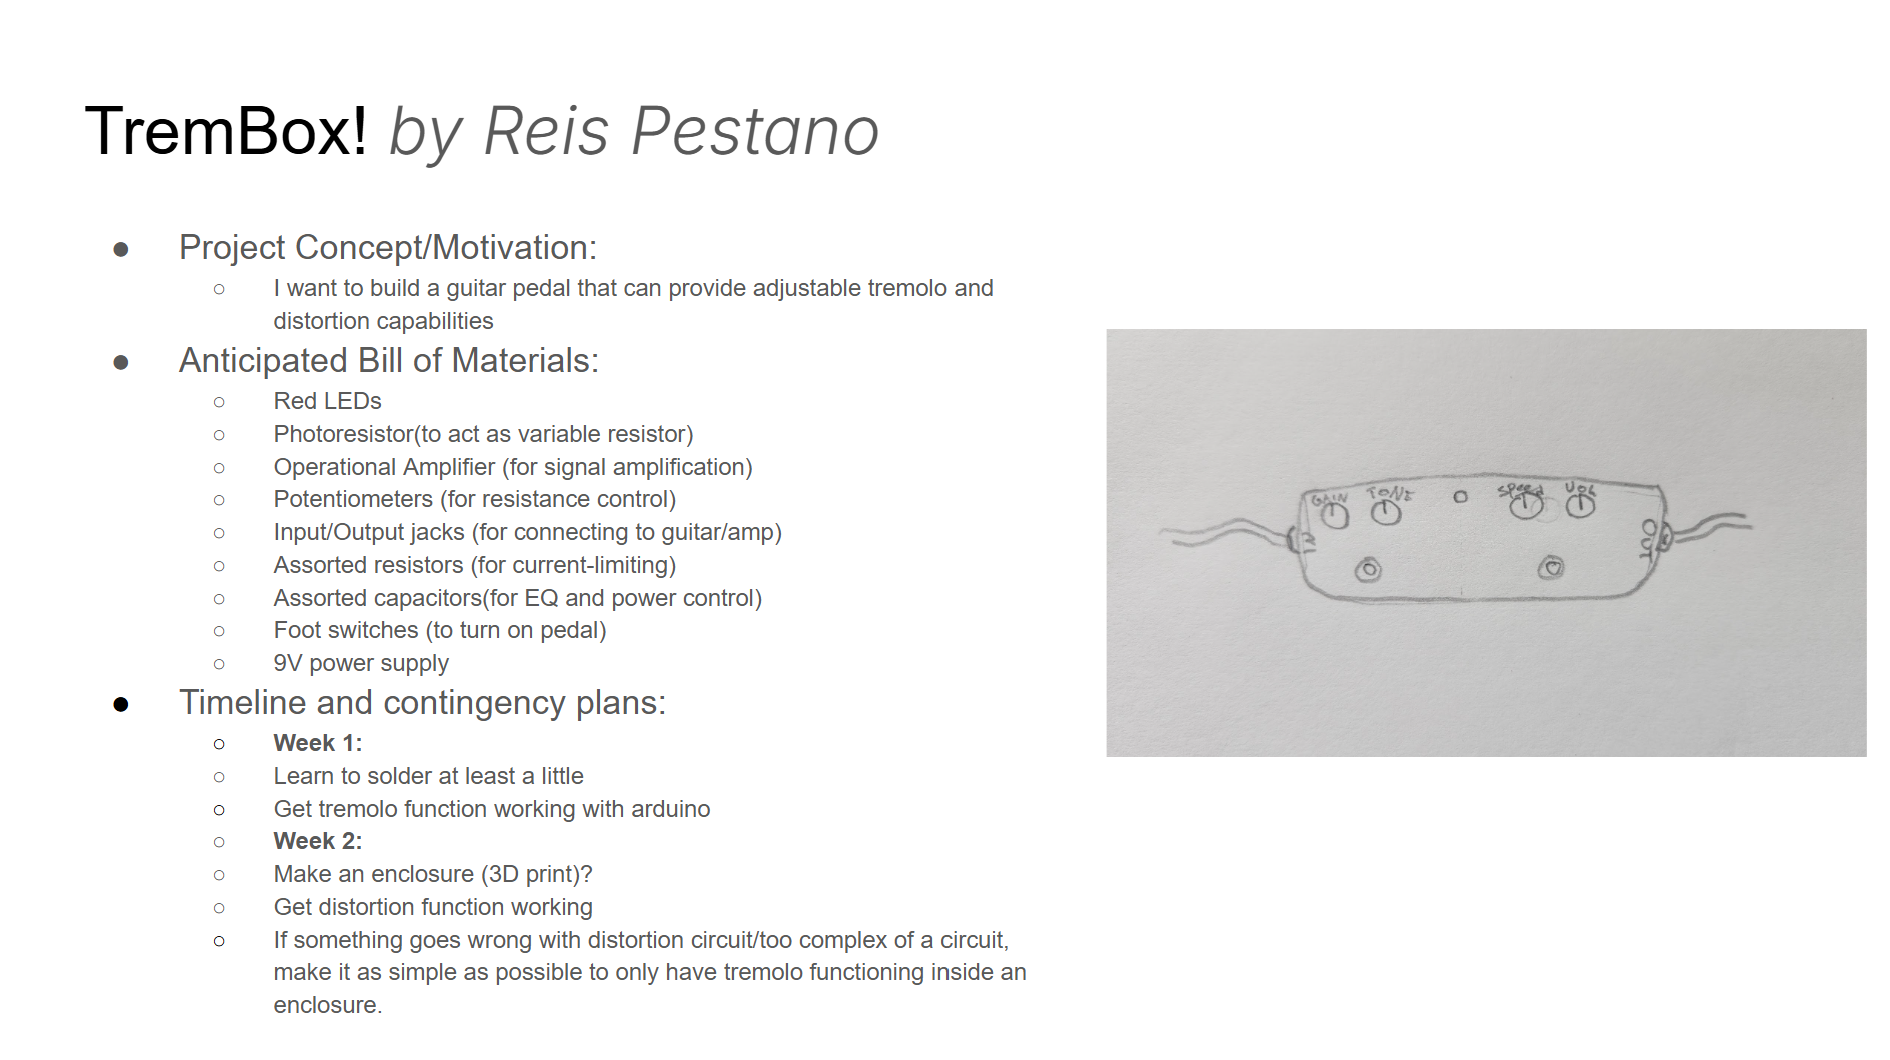 TremBox! by Reis Pestano
● Project Concept/Motivation:
○ I want to build a guitar pedal that can provide adjustable tremolo and
distortion capabilities
● Anticipated Bill of Materials:
○ Red LEDs
○ Photoresistor(to act as variable resistor)
○ Operational Amplifier (for signal amplification)
○ Potentiometers (for resistance control)
○ Input/Output jacks (for connecting to guitar/amp)
○ Assorted resistors (for current-limiting)
○ Assorted capacitors(for EQ and power control)
○ Foot switches (to turn on pedal)
○ 9V power supply
● Timeline and contingency plans:
○ Week 1:
○ Learn to solder at least a little
○ Get tremolo function working with arduino
○ Week 2:
○ Make an enclosure (3D print)?
○ Get distortion function working
○ If something goes wrong with distortion circuit/too complex of a circuit,
make it as simple as possible to only have tremolo functioning inside an
enclosure.
GAIN TONE Speed VOL
IN
OUT